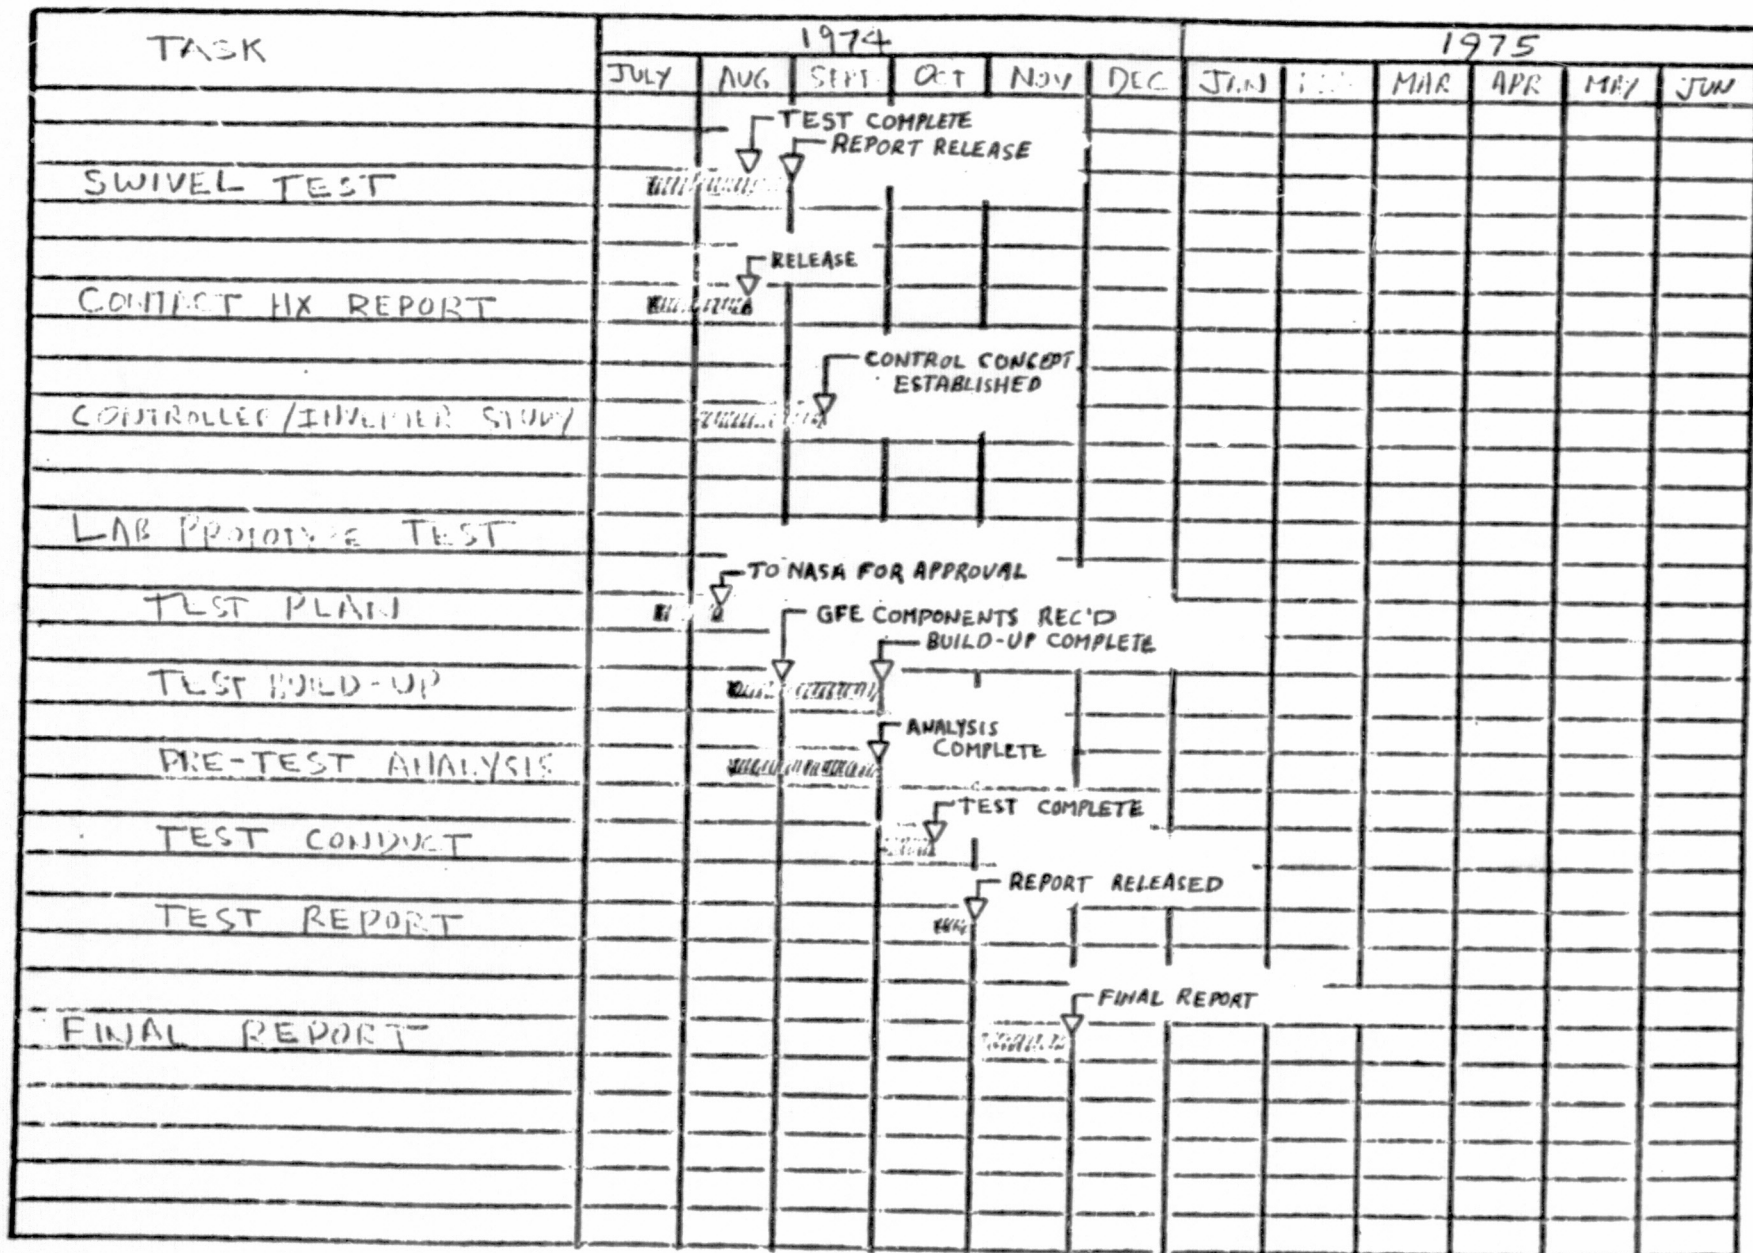 TASK
1974
1975
JULY AUG SEPT OCT NOV DEC JAN MAR APR MAY JUN
TEST COMPLETE
REPORT RELEASE
SWIVEL TEST
RELEASE
CONTACT HX REPORT
CONTROL CONCEPT
ESTABLISHED
CONTROLLER/INVERTER STUDY
LAB PROTOTYPE TEST
TO NASA FOR APPROVAL
TEST PLAN
GFE COMPONENTS REC'D
BUILD-UP COMPLETE
TEST BUILD-UP
ANALYSIS
COMPLETE
PRE-TEST ANALYSIS
TEST COMPLETE
TEST CONDUCT
REPORT RELEASED
TEST REPORT
FINAL REPORT
FINAL REPORT